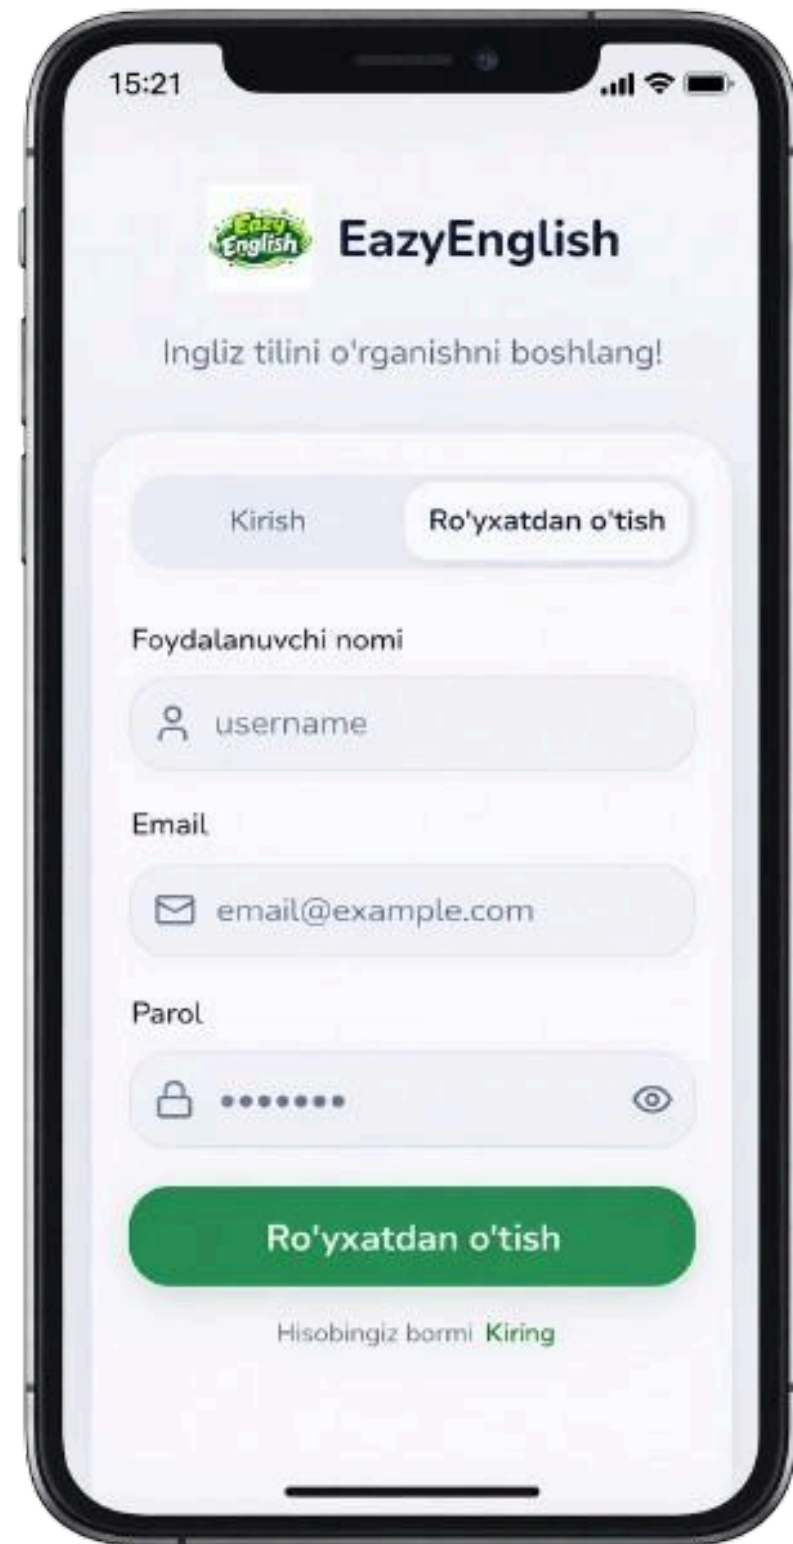 15:21
Eazy
English
EazyEnglish
Ingliz tilini o'rganishni boshlang!
Kirish
Ro'yxatdan o'tish
Foydalanuvchi nomi
username
Email
email@example.com
Parol
Ro'yxatdan o'tish
Hisobingiz bormi Kiring